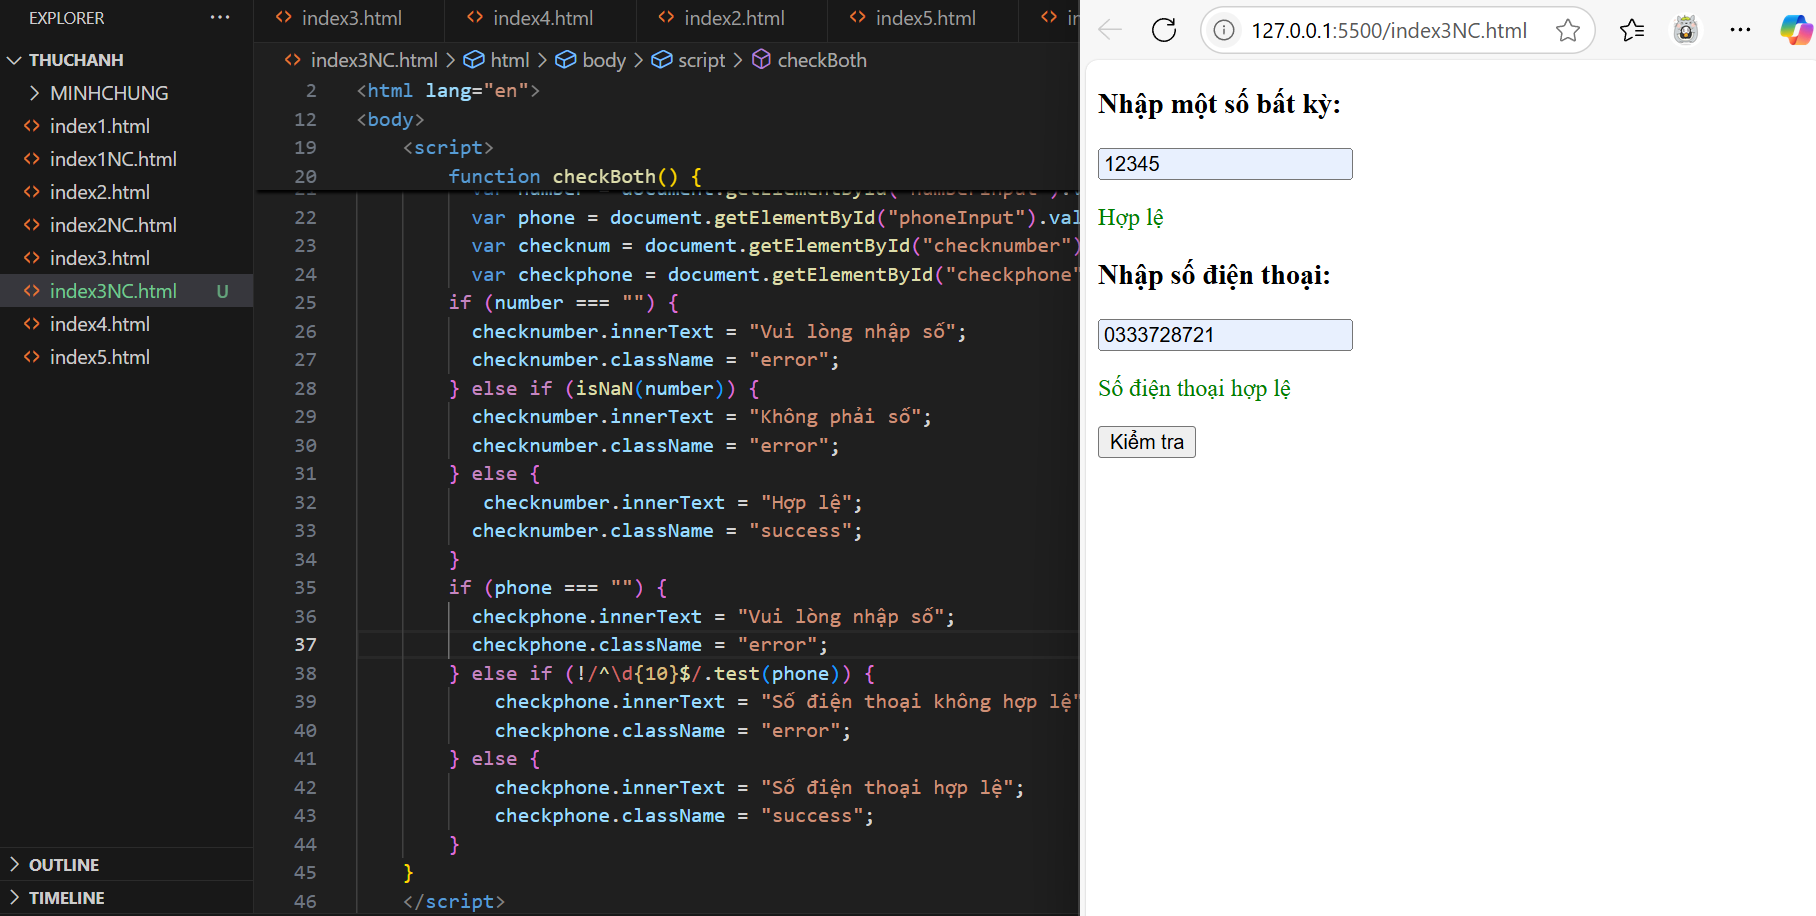 EXPLORER
THUCHANH
MINHCHUNG
index1.html
index1NC.html
index2.html
index2NC.html
index3.html
index3NC.html U
index4.html
index5.html
OUTLINE
TIMELINE
index3.html index4.html index2.html index5.html
index3NC.html > html > body > script > checkBoth
2 <html lang="en">
12 <body>
19 <script>
20 function checkBoth() {
22 var phone = document.getElementById("phoneInput").val
23 var checknum = document.getElementById("checknumber")
24 var checkphone = document.getElementById("checkphone"
25 if (number === "") {
26 checknumber.innerText = "Vui lòng nhập số";
27 checknumber.className = "error";
28 } else if (isNaN(number)) {
29 checknumber.innerText = "Không phải số";
30 checknumber.className = "error";
31 } else {
32 checknumber.innerText = "Hợp lệ";
33 checknumber.className = "success";
34 }
35 if (phone === "") {
36 checkphone.innerText = "Vui lòng nhập số";
37 checkphone.className = "error";
38 } else if (!/^\d{10}$/.test(phone)) {
39 checkphone.innerText = "Số điện thoại không hợp lệ"
40 checkphone.className = "error";
41 } else {
42 checkphone.innerText = "Số điện thoại hợp lệ";
43 checkphone.className = "success";
44 }
45 }
46 </script>
127.0.0.1:5500/index3NC.html
Nhập một số bất kỳ:
12345
Hợp lệ
Nhập số điện thoại:
0333728721
Số điện thoại hợp lệ
Kiểm tra